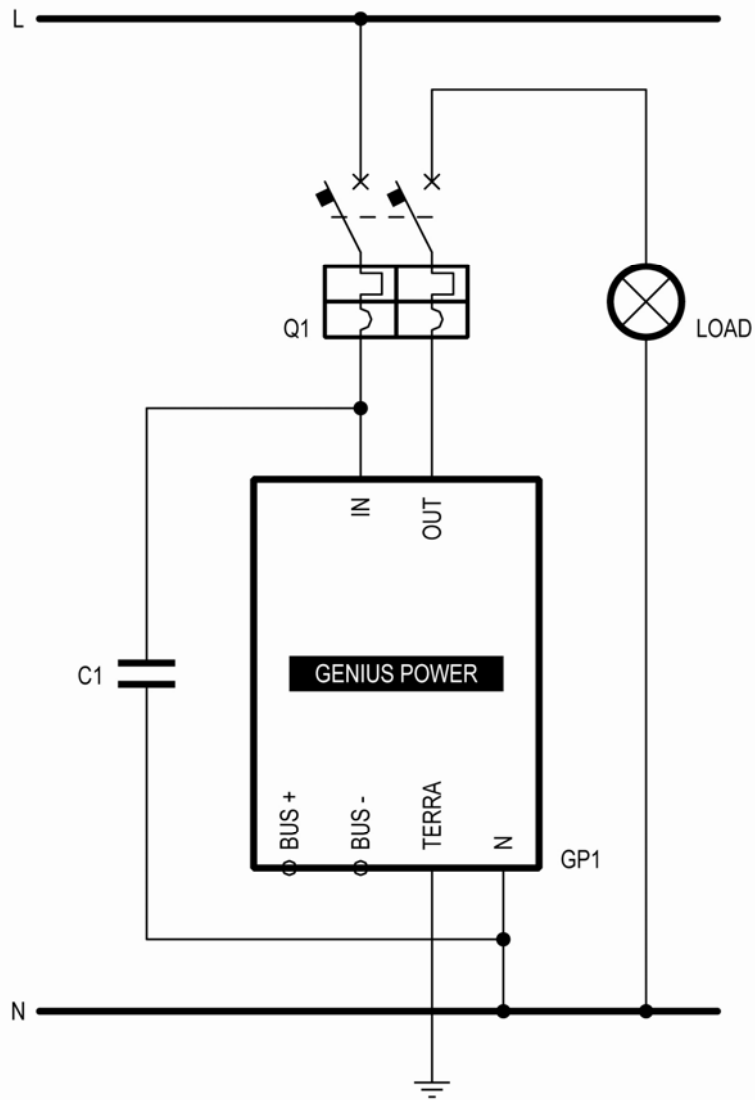 L
Q1
LOAD
IN
OUT
C1
GENIUS POWER
BUS +
BUS -
TERRA
N
GP1
N